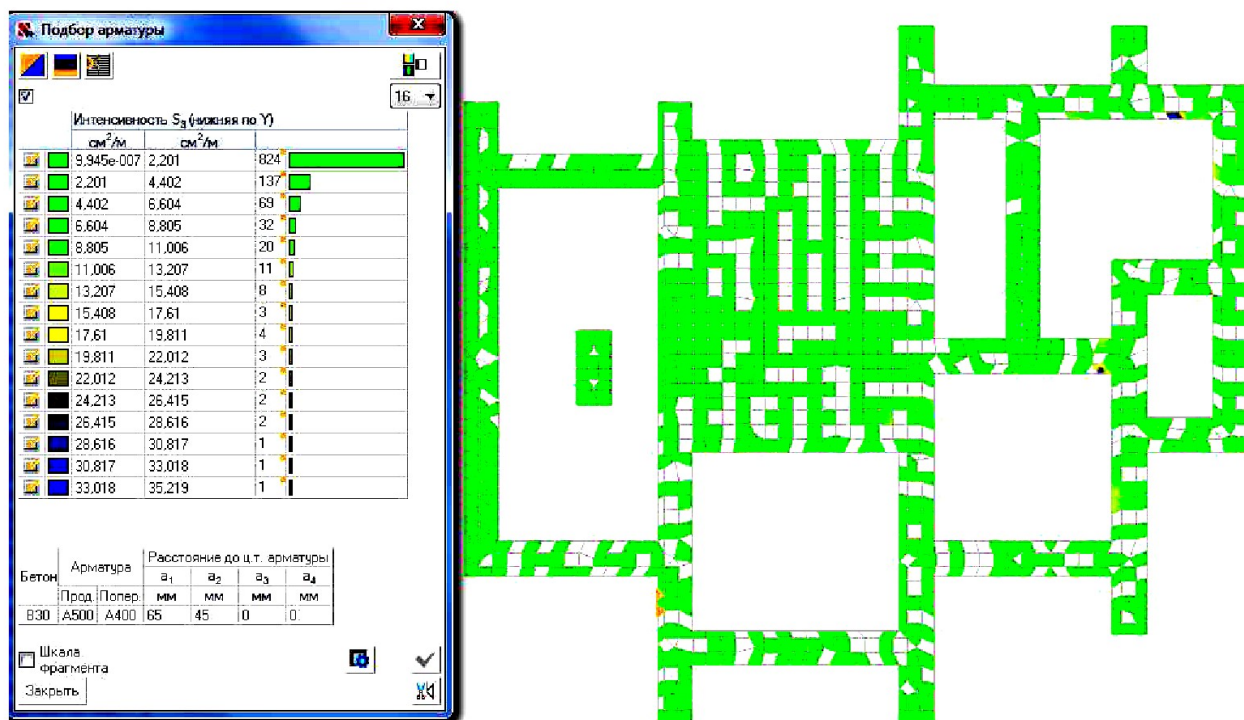 Подбор арматуры
16
Интенсивность S3 (нижняя по Y)
см²/м см²/м
9,945e-007 2,201 824
2,201 4,402 137
4,402 6,604 69
6,604 8,805 32
8,805 11,006 20
11,006 13,207 11
13,207 15,408 8
15,408 17,61 3
17,61 19,811 4
19,811 22,012 3
22,012 24,213 2
24,213 26,415 2
26,415 28,616 2
28,616 30,817 1
30,817 33,018 1
33,018 35,219 1
Бетон Арматура Расстояние до ц.т. арматуры
a1 a2 a3 a4
Прод. Попер. мм мм мм мм
B30 A500 A400 65 45 0 0
Шкала
фрагмента
Закрыть